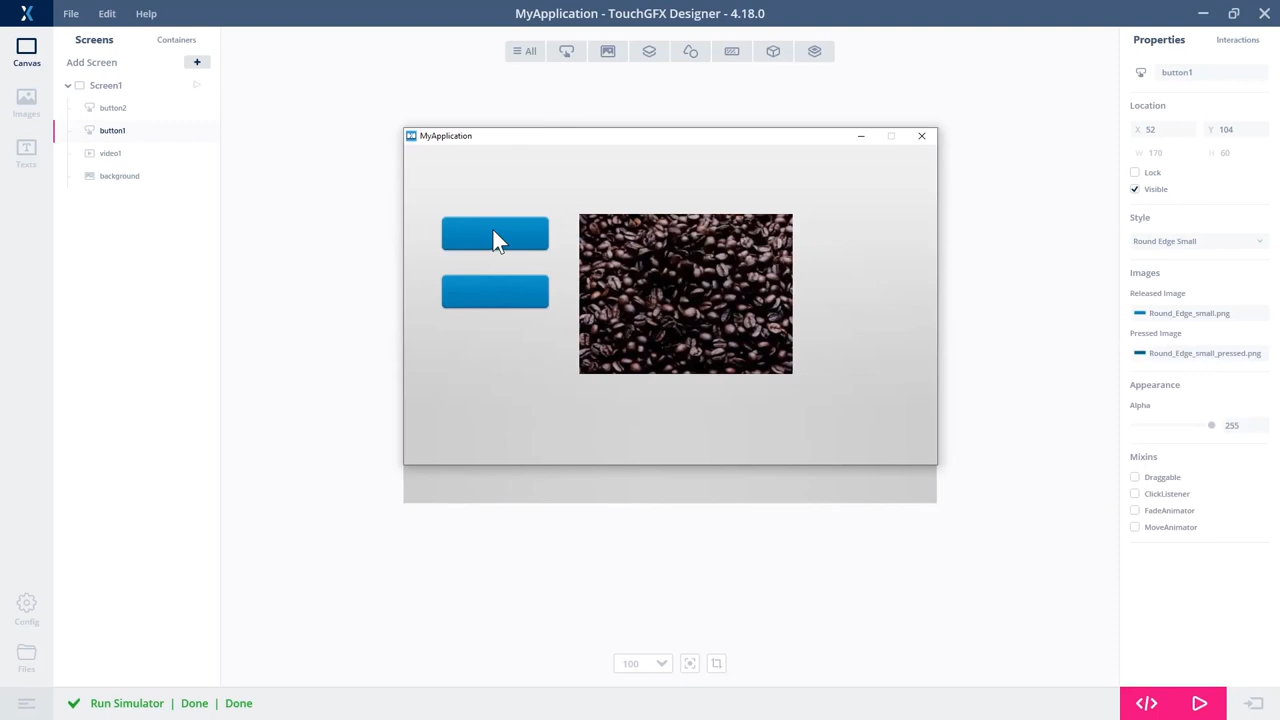 File Edit Help
MyApplication - TouchGFX Designer - 4.18.0
Canvas
Images
Texts
Config
Files
Screens Containers
Add Screen +
Screen1
button2
button1
video1
background
All
MyApplication
100
Properties Interactions
button1
Location
X 52 Y 104
W 170 H 60
Lock
Visible
Style
Round Edge Small
Images
Released Image
Round_Edge_small.png
Pressed Image
Round_Edge_small_pressed.png
Appearance
Alpha
255
Mixins
Draggable
ClickListener
FadeAnimator
MoveAnimator
Run Simulator | Done | Done